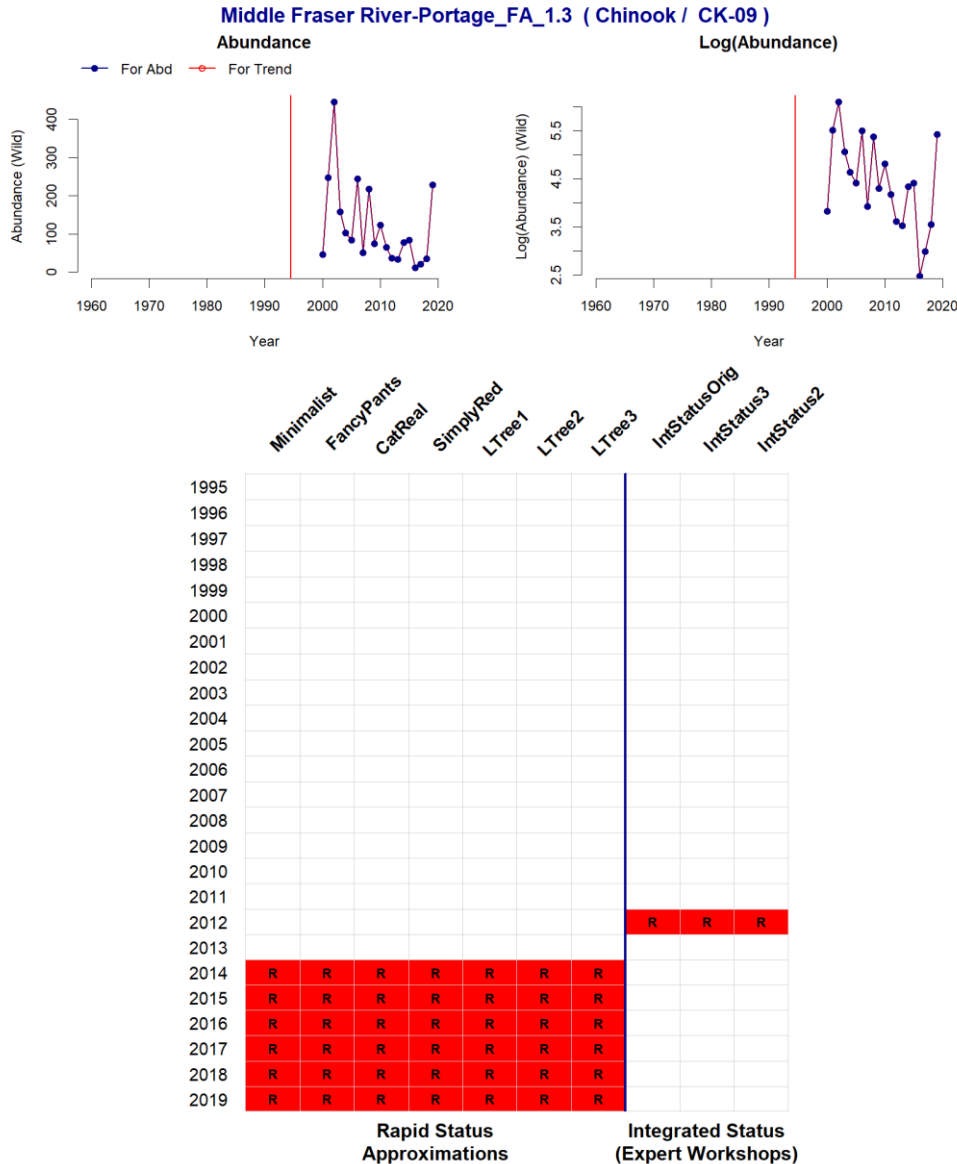 Middle Fraser River-Portage_FA_1.3 ( Chinook / CK-09 )
Abundance
For Abd For Trend
Abundance (Wild)
400
300
200
100
0
1960 1970 1980 1990 2000 2010 2020
Year
Log(Abundance)
Log(Abundance) (Wild)
5.5
4.5
3.5
2.5
1960 1970 1980 1990 2000 2010 2020
Year
Minimalist FancyPants CatReal SimplyRed LTree1 LTree2 LTree3 IntStatusOrig IntStatus3 IntStatus2
1995
1996
1997
1998
1999
2000
2001
2002
2003
2004
2005
2006
2007
2008
2009
2010
2011
2012 R R R
2013
2014 R R R R R R R
2015 R R R R R R R
2016 R R R R R R R
2017 R R R R R R R
2018 R R R R R R R
2019 R R R R R R R
Rapid Status
Approximations
Integrated Status
(Expert Workshops)